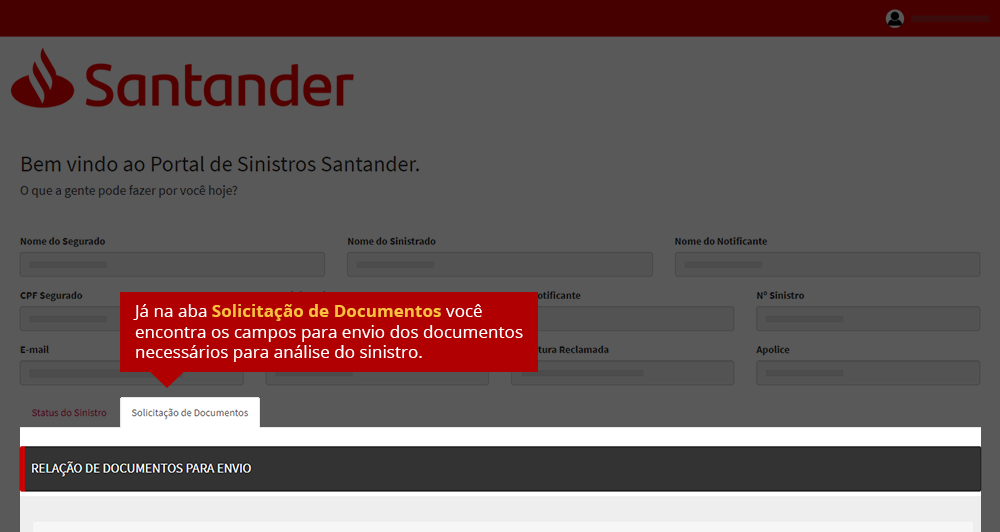 Santander
Bem vindo ao Portal de Sinistros Santander.
O que a gente pode fazer por você hoje?
Nome do Segurado
Nome do Sinistrado
Nome do Notificante
CPF Segurado
Nº Sinistro
Já na aba Solicitação de Documentos você
encontra os campos para envio dos documentos
necessários para análise do sinistro.
E-mail
Reclamada
Apolice
Status do Sinistro
Solicitação de Documentos
RELAÇÃO DE DOCUMENTOS PARA ENVIO